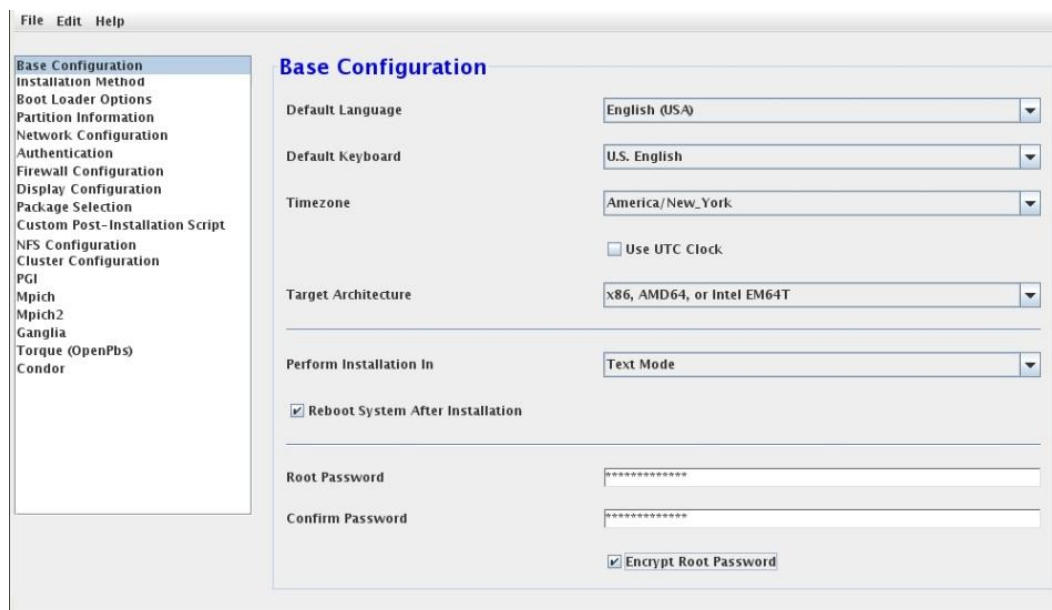 File Edit Help
Base Configuration
Installation Method
Boot Loader Options
Partition Information
Network Configuration
Authentication
Firewall Configuration
Display Configuration
Package Selection
Custom Post-Installation Script
NFS Configuration
Cluster Configuration
PGI
Mpich
Mpich2
Ganglia
Torque (OpenPbs)
Condor
Base Configuration
Default Language English (USA)
Default Keyboard U.S. English
Timezone America/New_York
Use UTC Clock
Target Architecture x86, AMD64, or Intel EM64T
Perform Installation In Text Mode
Reboot System After Installation
Root Password *************
Confirm Password *************
Encrypt Root Password